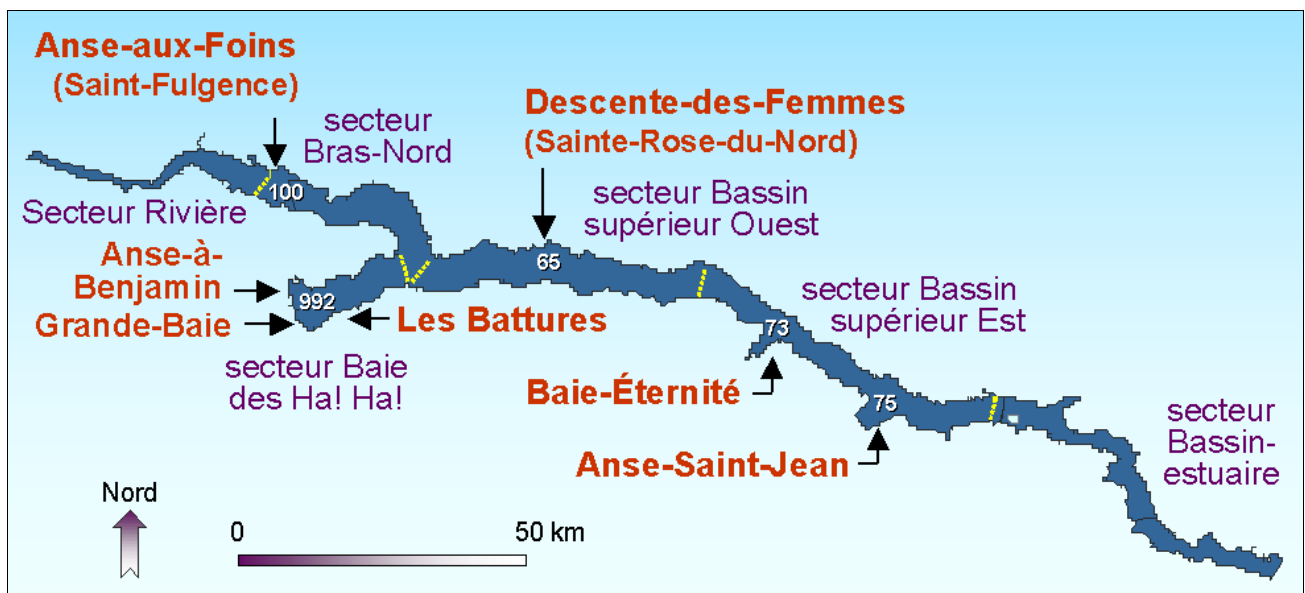 Anse-aux-Foins
(Saint-Fulgence)
secteur
Bras-Nord
Descente-des-Femmes
(Sainte-Rose-du-Nord)
100
Secteur Rivière
secteur Bassin
supérieur Ouest
65
Anse-à-
Benjamin
992
Grande-Baie
Les Battures
secteur Baie
des Ha! Ha!
secteur Bassin
supérieur Est
73
Baie-Éternité
75
Anse-Saint-Jean
secteur
Bassin-
estuaire
Nord
0
50 km